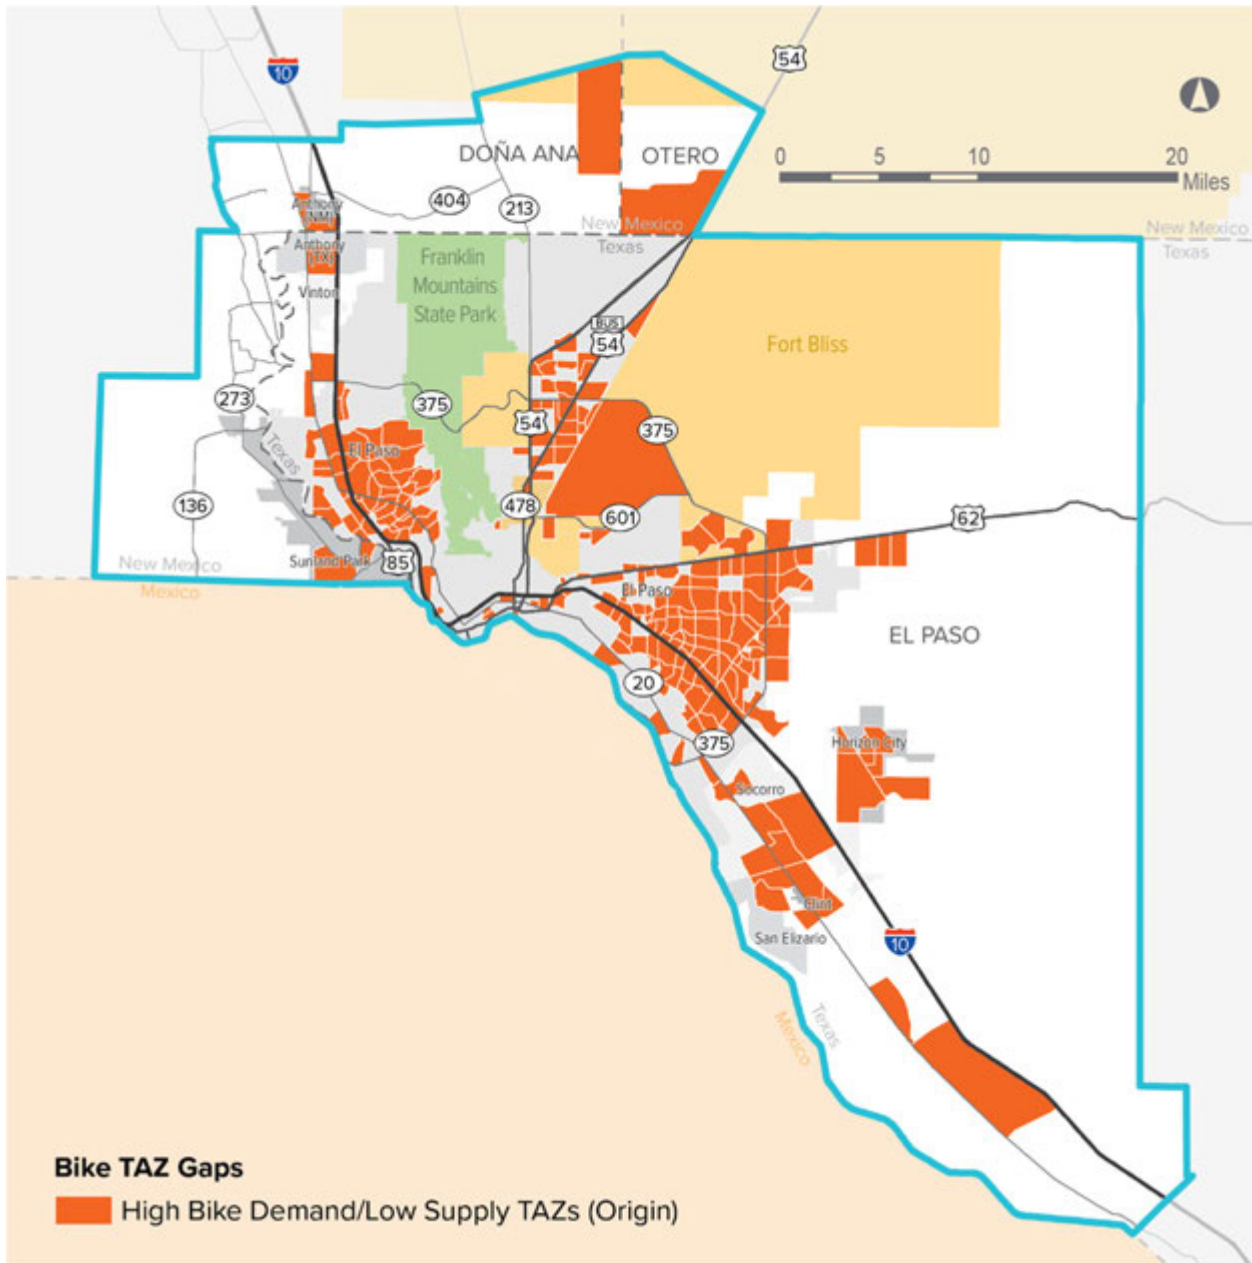 54
10
0
5
10
20
Miles
DOÑA ANA
OTERO
404
213
Anthony
(NM)
New Mexico
Texas
New Mexico
Texas
Anthony
(TX)
Vinton
Franklin
Mountains
State Park
BUS
54
Fort Bliss
273
375
54
375
Texas
El Paso
136
478
601
62
New Mexico
Mexico
Sunland Park
85
El Paso
EL PASO
20
375
Horizon City
Socorro
Clint
San Elizario
10
Texas
Mexico
Bike TAZ Gaps
High Bike Demand/Low Supply TAZs (Origin)